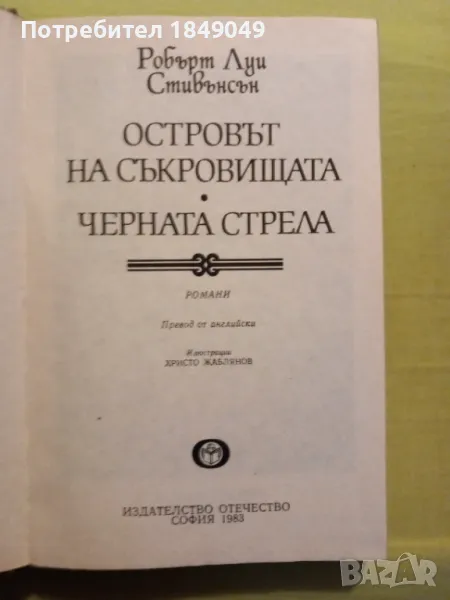 Потребител 1849049
Робърт Луи
Стивънсън
ОСТРОВЪТ
НА СЪКРОВИЩАТА
•
ЧЕРНАТА СТРЕЛА
РОМАНИ
Превод от английски
Илюстрации
ХРИСТО ЖАБЛЯНОВ
ИЗДАТЕЛСТВО ОТЕЧЕСТВО
СОФИЯ 1983
BAZAR